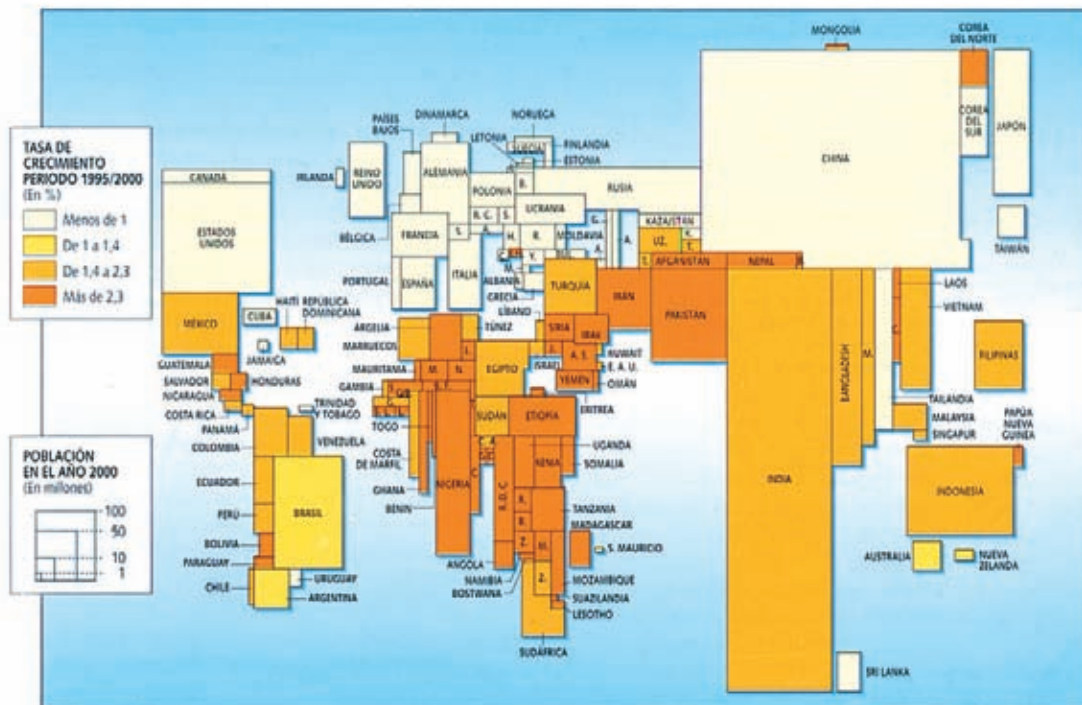 TASA DE
CRECIMIENTO
PERIODO 1995/2000
(En %)
Menos de 1
De 1 a 1,4
De 1,4 a 2,3
Más de 2,3
POBLACIÓN
EN EL AÑO 2000
(En millones)
100
50
10
1
CANADA
ESTADOS
UNIDOS
MÉXICO
CUBA
HAITÍ
REPÚBLICA
DOMINICANA
JAMAICA
GUATEMALA
SALVADOR
HONDURAS
NICARAGUA
COSTA RICA
PANAMÁ
TRINIDAD
Y TOBAGO
COLOMBIA
VENEZUELA
ECUADOR
PERÚ
BRASIL
BOLIVIA
PARAGUAY
CHILE
URUGUAY
ARGENTINA
IRLANDA
REINO
UNIDO
PAÍSES
BAJOS
DINAMARCA
ALEMANIA
BÉLGICA
FRANCIA
PORTUGAL
ESPAÑA
ITALIA
S.
NORUEGA
SUECIA
FINLANDIA
LETONIA
ESTONIA
POLONIA
B.
R. C.
S.
A.
H.
R.
UCRANIA
MOLDAVIA
RUSIA
G.
A.
A.
Y.
M.
ALBANIA
GRECIA
BUL.
TURQUÍA
KAZAJSTÁN
UZ.
K.
T.
T.
AFGANISTÁN
NEPAL
IRÁN
PAKISTÁN
LÍBANO
SIRIA
IRAK
J.
ISRAEL
A. S.
KUWAIT
E. A. U.
OMÁN
YEMEN
ERITREA
ARGELIA
TÚNEZ
MARRUECOS
L.
MAURITANIA
M.
N.
EGIPTO
GAMBIA
SUDÁN
ETIOPÍA
TOGO
COSTA
DE MARFIL
GHANA
BENIN
NIGERIA
C.
UGANDA
SOMALIA
KENIA
R. D. C.
R.
B.
Z.
TANZANIA
MADAGASCAR
S. MAURICIO
ANGOLA
NAMIBIA
BOSTWANA
M.
Z.
MOZAMBIQUE
SUAZILANDIA
LESOTHO
SUDÁFRICA
MONGOLIA
COREA
DEL NORTE
COREA
DEL
SUR
JAPÓN
CHINA
TAIWÁN
LAOS
VIETNAM
C.
FILIPINAS
BANGLADESH
M.
TAILANDIA
MALAYSIA
SINGAPUR
PAPÚA
NUEVA
GUINEA
INDIA
INDONESIA
AUSTRALIA
NUEVA
ZELANDA
SRI LANKA